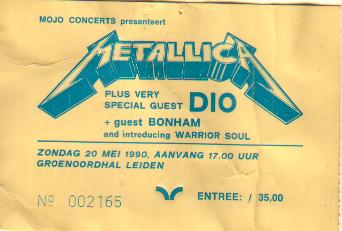 MOJO CONCERTS presenteert
METALLICA
PLUS VERY
SPECIAL GUEST DIO
+ guest BONHAM
and introducing WARRIOR SOUL
ZONDAG 20 MEI 1990, AANVANG 17.00 UUR
GROENOORDHAL LEIDEN
Nº 002165
ENTREE: ƒ 35,00